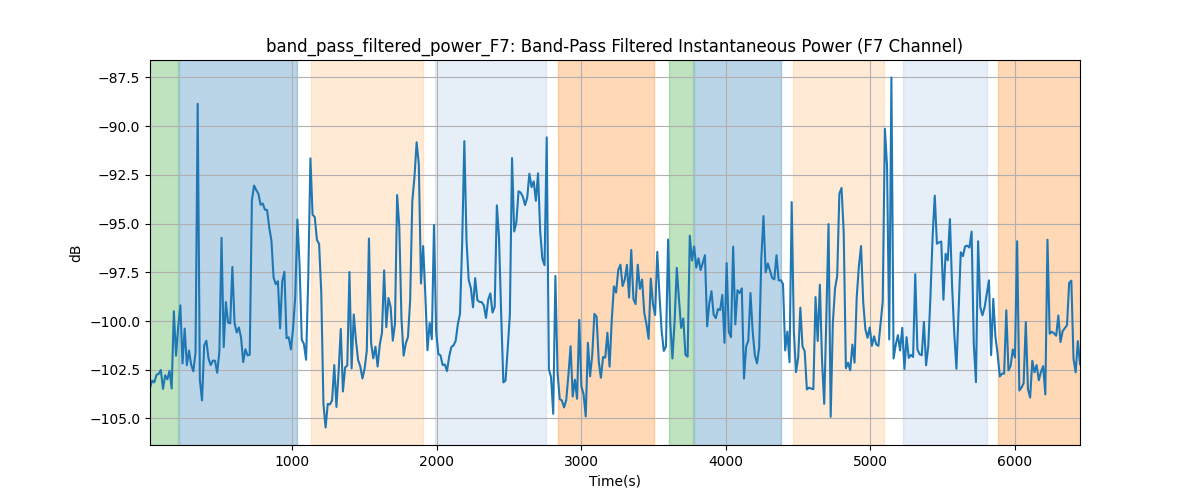 band_pass_filtered_power_F7: Band-Pass Filtered Instantaneous Power (F7 Channel)
dB
−87.5
−90.0
−92.5
−95.0
−97.5
−100.0
−102.5
−105.0
1000 2000 3000 4000 5000 6000
Time(s)